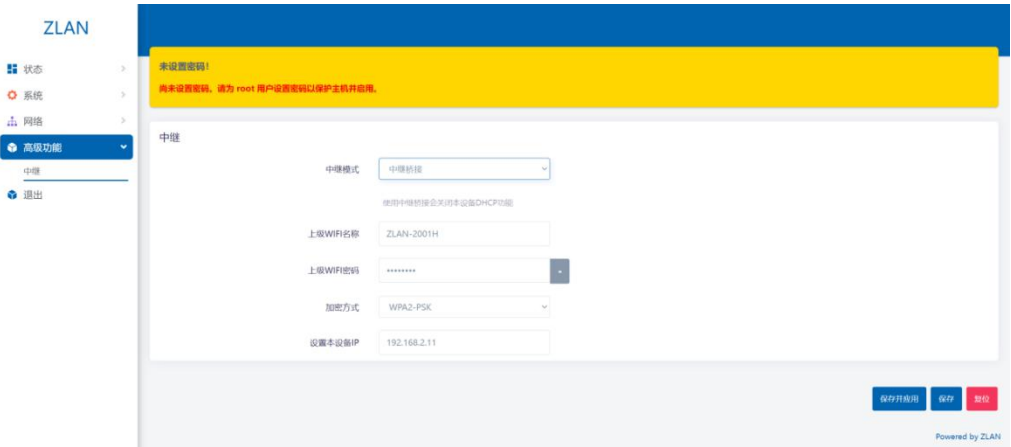 ZLAN
状态
系统
网络
高级功能
中继
退出
未设置密码！
尚未设置密码。请为 root 用户设置密码以保护主机并启用。
中继
中继模式
中继桥接
使用中继桥接会关闭本设备DHCP功能
上级WIFI名称
ZLAN-2001H
上级WIFI密码
********
加密方式
WPA2-PSK
设置本设备IP
192.168.2.11
保存并应用
保存
复位
Powered by ZLAN